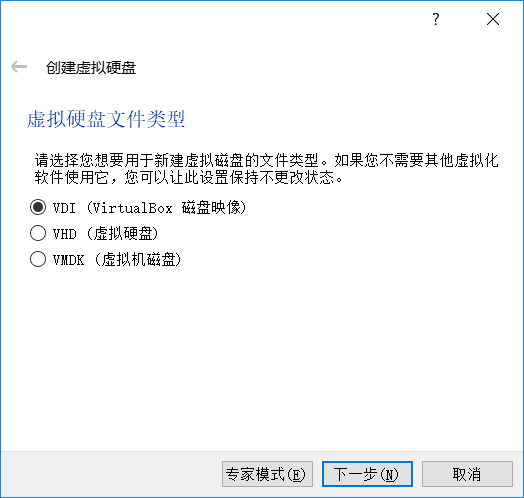 ?
创建虚拟硬盘
虚拟硬盘文件类型
请选择您想要用于新建虚拟磁盘的文件类型。如果您不需要其他虚拟化
软件使用它，您可以让此设置保持不更改状态。
VDI (VirtualBox 磁盘映像)
VHD (虚拟硬盘)
VMDK (虚拟机磁盘)
专家模式(E) 下一步(N) 取消